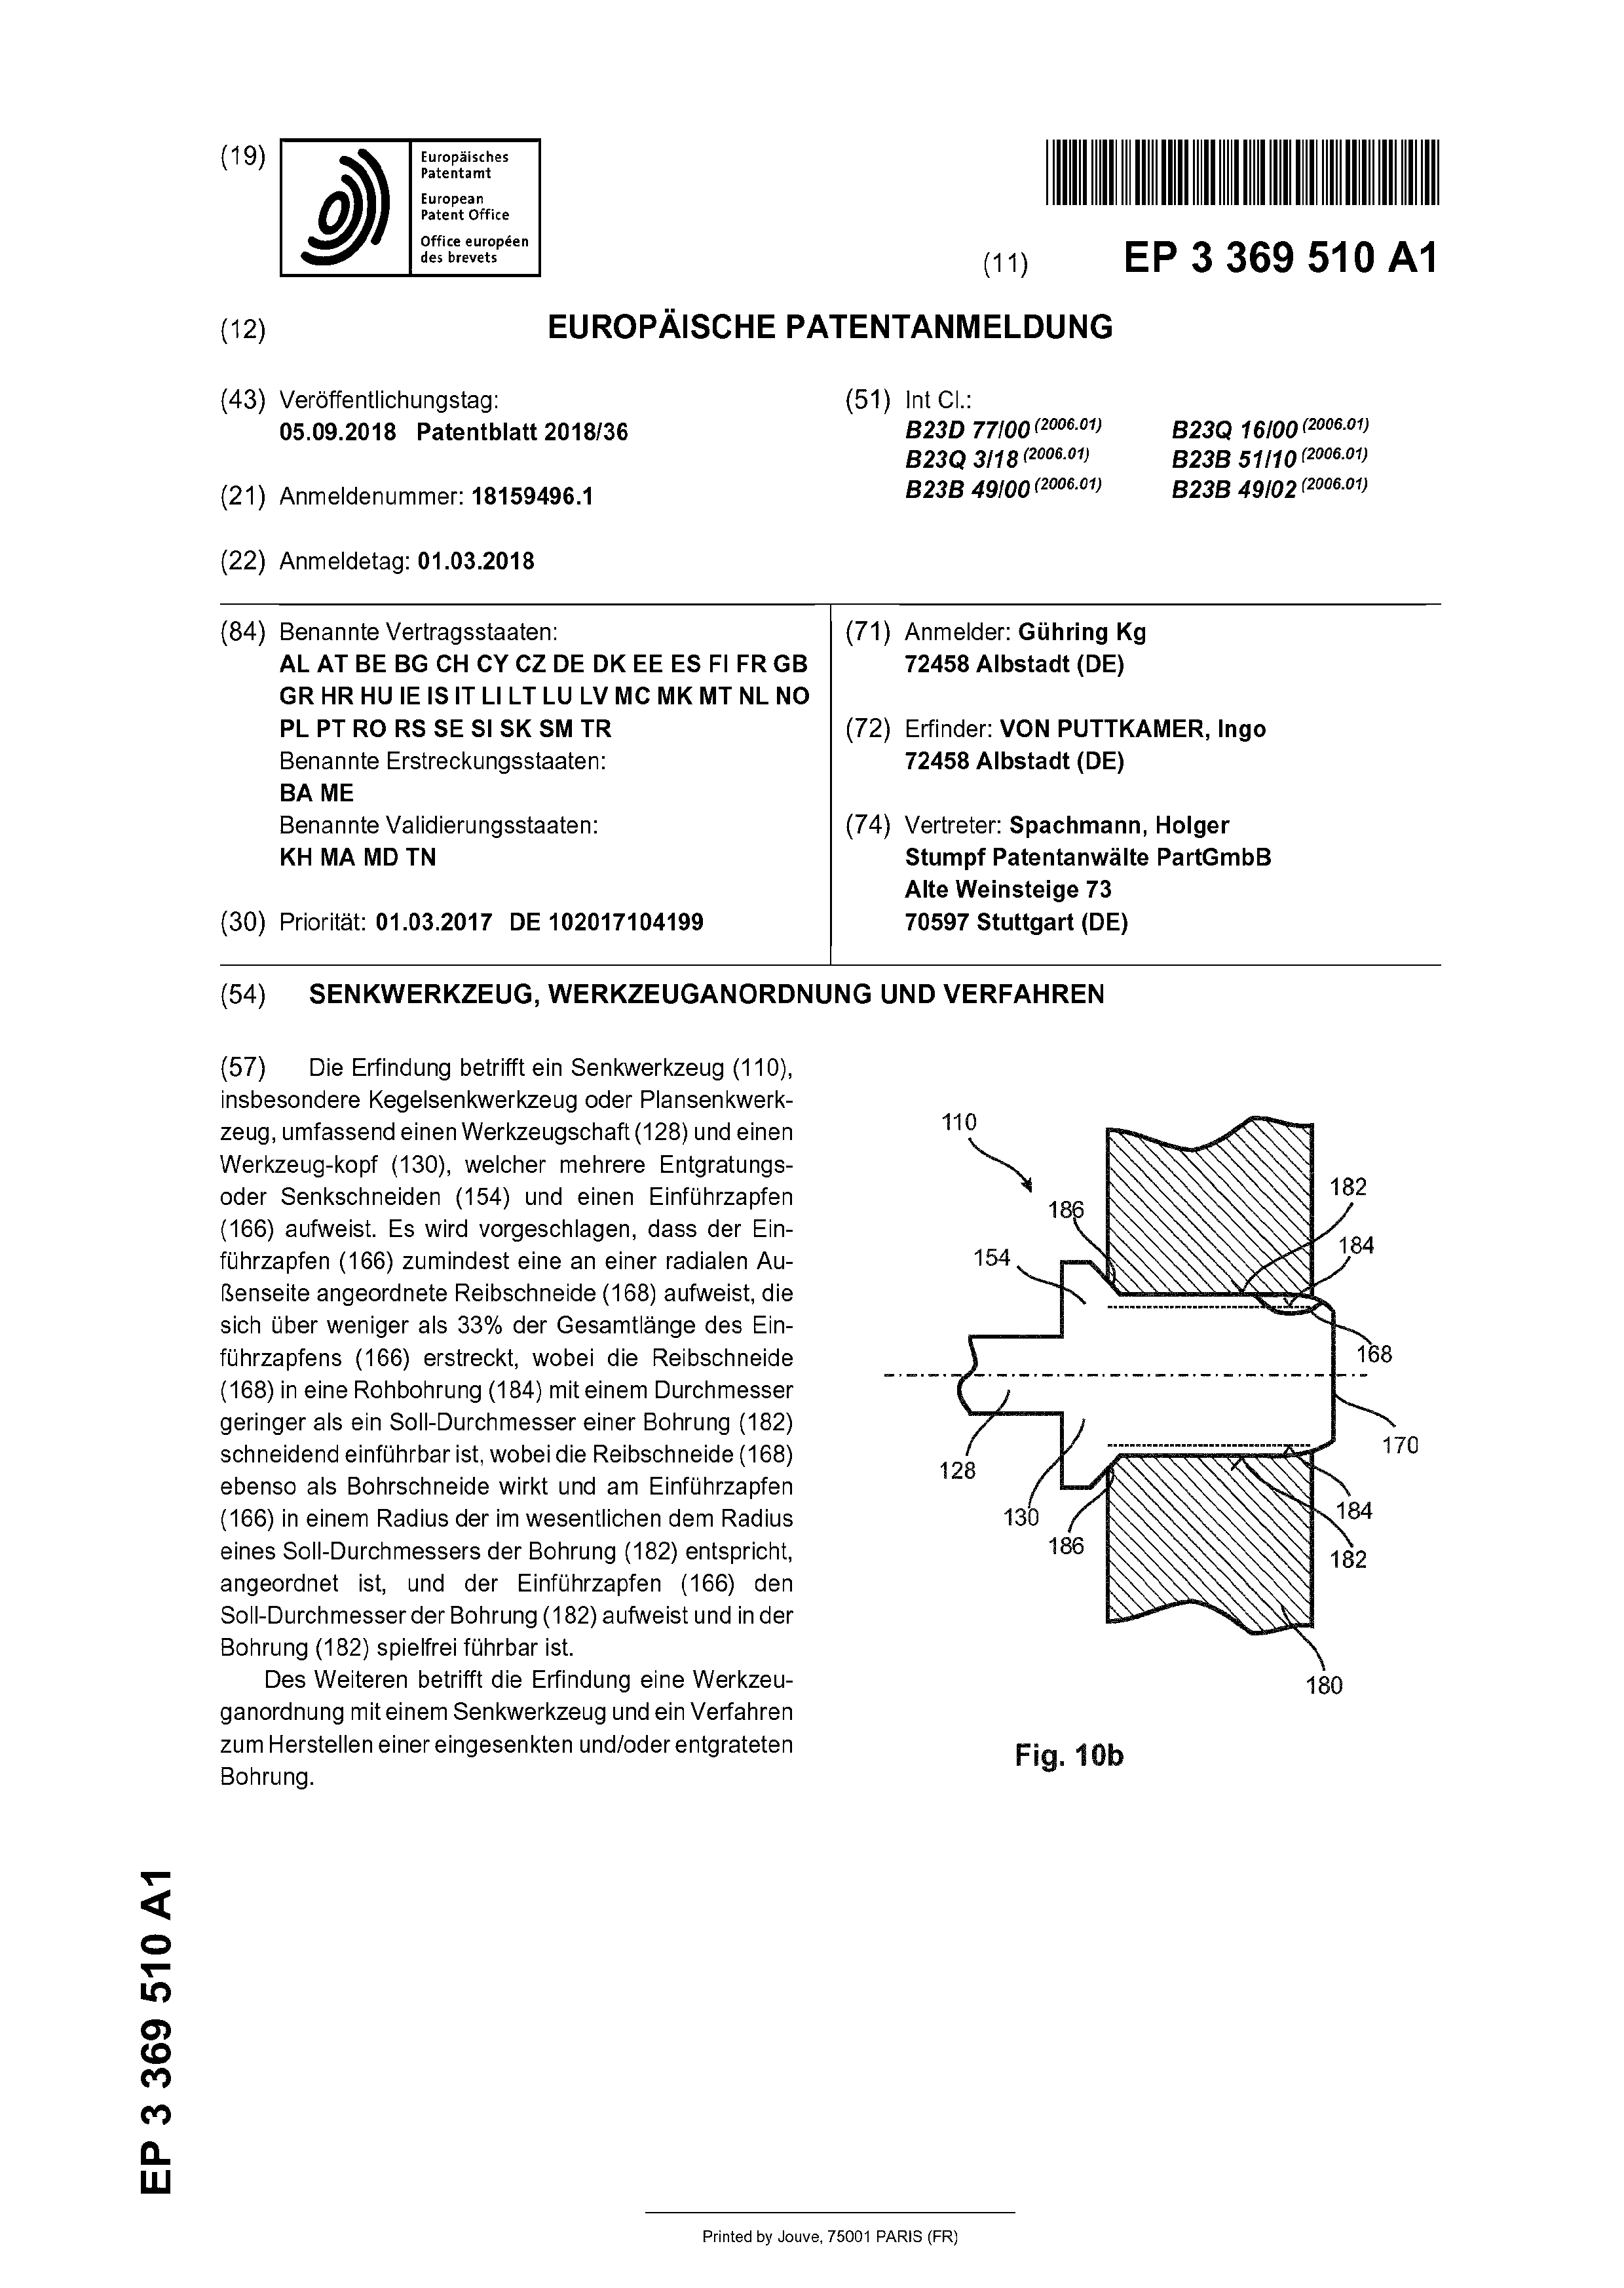 (19)
Europäisches
Patentamt
European
Patent Office
Office européen
des brevets
(11) EP 3 369 510 A1
(12) EUROPÄISCHE PATENTANMELDUNG
(43) Veröffentlichungstag:
05.09.2018 Patentblatt 2018/36
(21) Anmeldenummer: 18159496.1
(22) Anmeldetag: 01.03.2018
(51) Int Cl.:
B23D 77/00 (2006.01) B23Q 16/00 (2006.01)
B23Q 3/18 (2006.01) B23B 51/10 (2006.01)
B23B 49/00 (2006.01) B23B 49/02 (2006.01)
(84) Benannte Vertragsstaaten:
AL AT BE BG CH CY CZ DE DK EE ES FI FR GB
GR HR HU IE IS IT LI LT LU LV MC MK MT NL NO
PL PT RO RS SE SI SK SM TR
Benannte Erstreckungsstaaten:
BA ME
Benannte Validierungsstaaten:
KH MA MD TN
(30) Priorität: 01.03.2017 DE 102017104199
(71) Anmelder: Gühring Kg
72458 Albstadt (DE)
(72) Erfinder: VON PUTTKAMER, Ingo
72458 Albstadt (DE)
(74) Vertreter: Spachmann, Holger
Stumpf Patentanwälte PartGmbB
Alte Weinsteige 73
70597 Stuttgart (DE)
(54) SENKWERKZEUG, WERKZEUGANORDNUNG UND VERFAHREN
(57) Die Erfindung betrifft ein Senkwerkzeug (110),
insbesondere Kegelsenkwerkzeug oder Plansenkwerk-
zeug, umfassend einen Werkzeugschaft (128) und einen
Werkzeug-kopf (130), welcher mehrere Entgratungs-
oder Senkschneiden (154) und einen Einführzapfen
(166) aufweist. Es wird vorgeschlagen, dass der Ein-
führzapfen (166) zumindest eine an einer radialen Au-
ßenseite angeordnete Reibschneide (168) aufweist, die
sich über weniger als 33% der Gesamtlänge des Ein-
führzapfens (166) erstreckt, wobei die Reibschneide
(168) in eine Rohbohrung (184) mit einem Durchmesser
geringer als ein Soll-Durchmesser einer Bohrung (182)
schneidend einführbar ist, wobei die Reibschneide (168)
ebenso als Bohrschneide wirkt und am Einführzapfen
(166) in einem Radius der im wesentlichen dem Radius
eines Soll-Durchmessers der Bohrung (182) entspricht,
angeordnet ist, und der Einführzapfen (166) den
Soll-Durchmesser der Bohrung (182) aufweist und in der
Bohrung (182) spielfrei führbar ist.
Des Weiteren betrifft die Erfindung eine Werkzeu-
ganordnung mit einem Senkwerkzeug und ein Verfahren
zum Herstellen einer eingesenkten und/oder entgrateten
Bohrung.
110
182
186
184
154
168
170
128
184
130
186
182
180
Fig. 10b
EP 3 369 510 A1
Printed by Jouve, 75001 PARIS (FR)